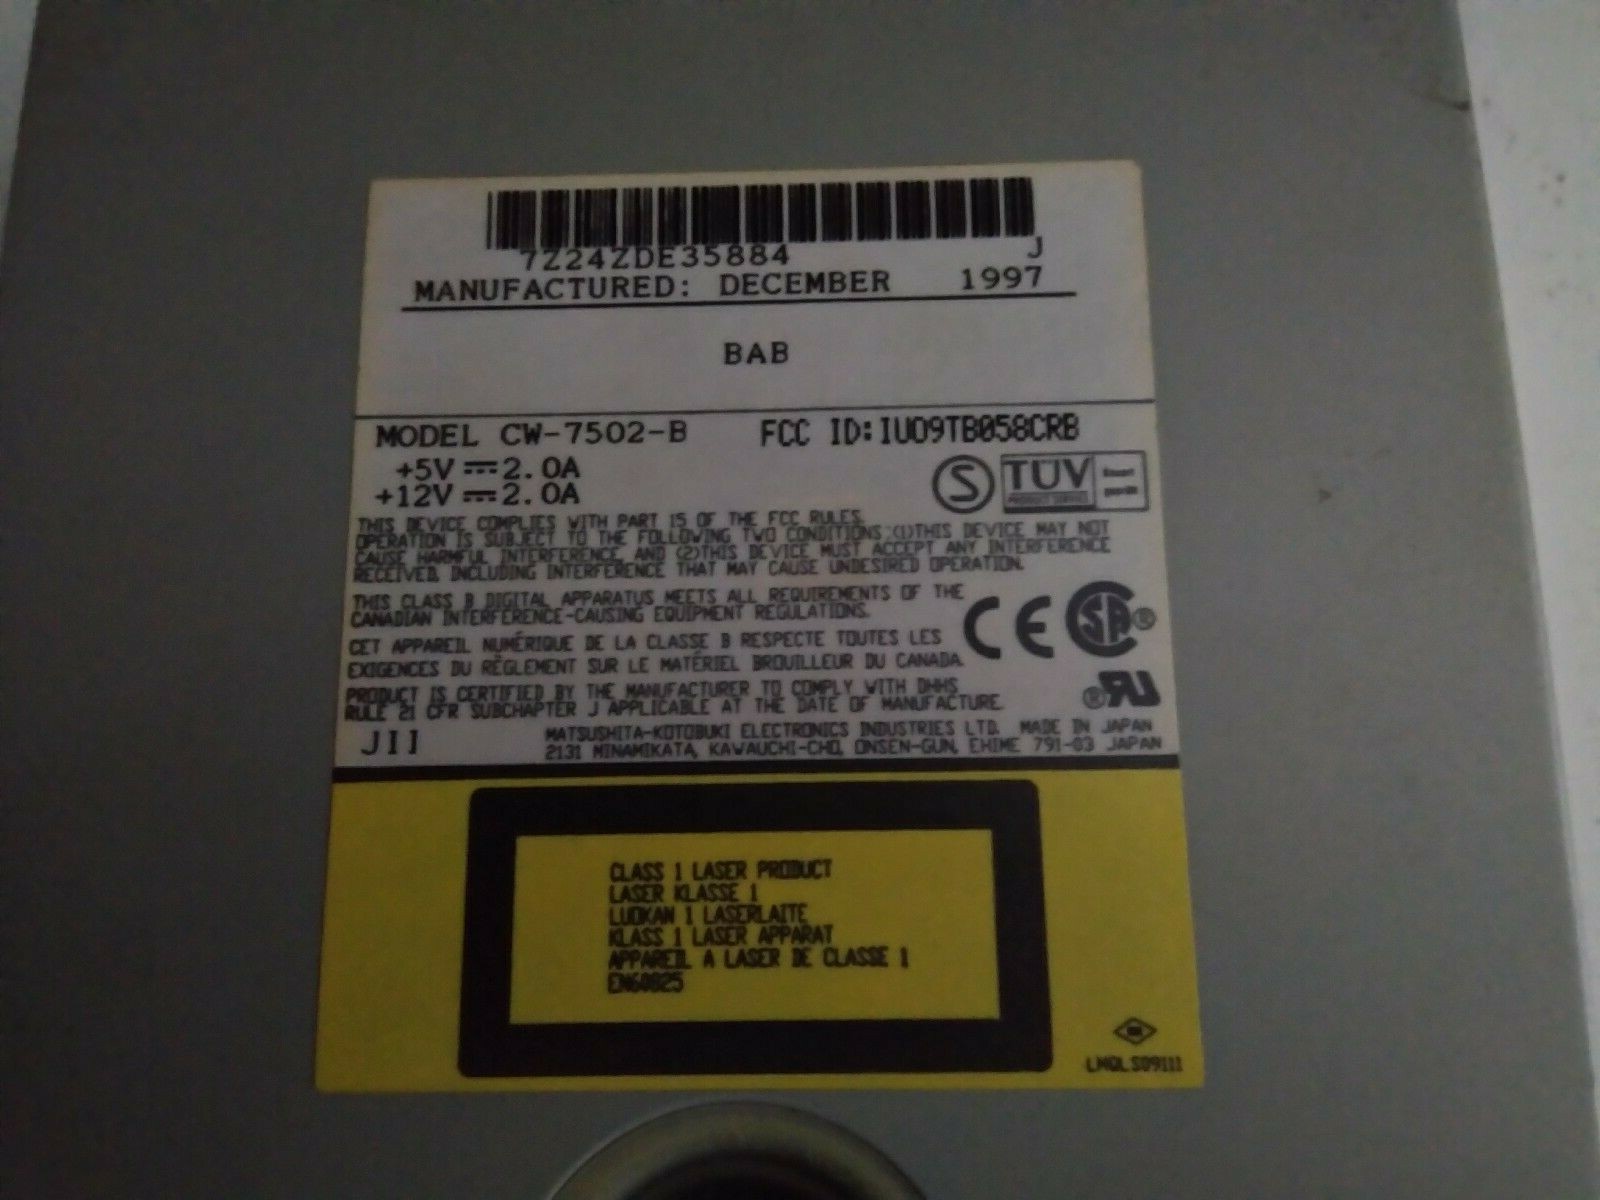 7Z24ZDE35884 J
MANUFACTURED: DECEMBER 1997
BAB
MODEL CW-7502-B FCC ID:IUO9TB058CRB
+5V 2.0A
+12V 2.0A
S TÜV
PRODUCT SERVICE
THIS DEVICE COMPLIES WITH PART 15 OF THE FCC RULES.
OPERATION IS SUBJECT TO THE FOLLOWING TWO CONDITIONS:(1)THIS DEVICE MAY NOT
CAUSE HARMFUL INTERFERENCE, AND (2)THIS DEVICE MUST ACCEPT ANY INTERFERENCE
RECEIVED, INCLUDING INTERFERENCE THAT MAY CAUSE UNDESIRED OPERATION.
THIS CLASS B DIGITAL APPARATUS MEETS ALL REQUIREMENTS OF THE
CANADIAN INTERFERENCE-CAUSING EQUIPMENT REGULATIONS.
CET APPAREIL NUMÉRIQUE DE LA CLASSE B RESPECTE TOUTES LES
EXIGENCES DU RÈGLEMENT SUR LE MATÉRIEL BROUILLEUR DU CANADA.
CE SA ®
PRODUCT IS CERTIFIED BY THE MANUFACTURER TO COMPLY WITH DHHS
RULE 21 CFR SUBCHAPTER J APPLICABLE AT THE DATE OF MANUFACTURE.
® RU
J11 MATSUSHITA-KOTOBUKI ELECTRONICS INDUSTRIES LTD. MADE IN JAPAN
2131 MINAMIKATA, KAWAUCHI-CHO, ONSEN-GUN, EHIME 791-03 JAPAN
CLASS 1 LASER PRODUCT
LASER KLASSE 1
LUOKAN 1 LASERLAITE
KLASS 1 LASER APPARAT
APPAREIL A LASER DE CLASSE 1
EN60825
LMQLS09111